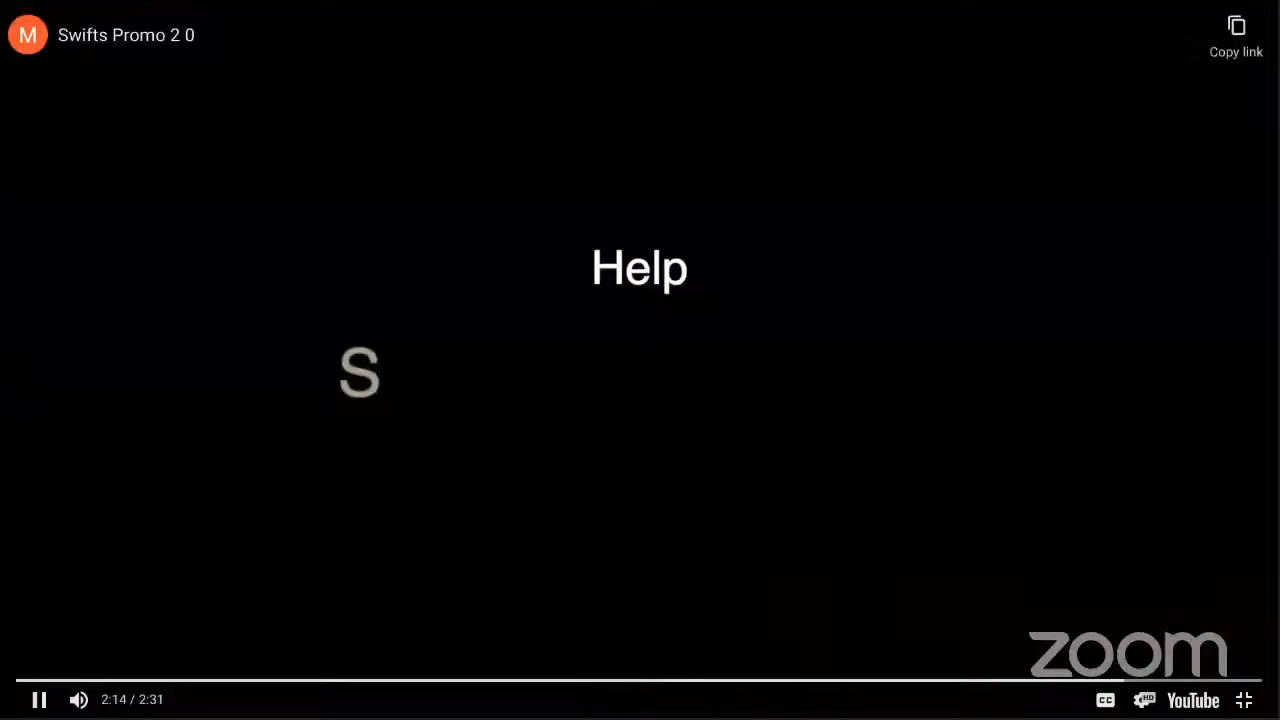 M
Swifts Promo 2 0
Copy link
Help
S
zoom
2:14 / 2:31
CC
HD
YouTube